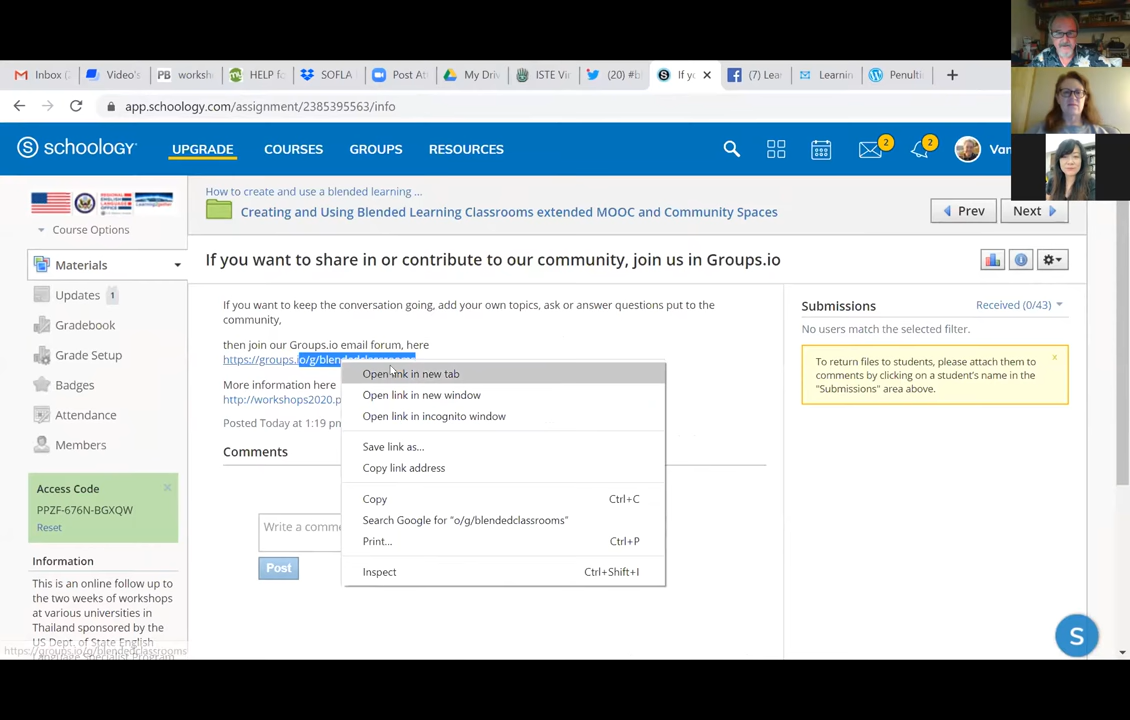 Inbox (2
Video's
PB works
HELP f
SOFLA
Post At
My Driv
ISTE Vi
(20) #b
If y
(7) Lea
Learnin
Penulti
app.schoology.com/assignment/2385395563/info
S schoology
UPGRADE
COURSES
GROUPS
RESOURCES
2
2
Van
How to create and use a blended learning ...
Creating and Using Blended Learning Classrooms extended MOOC and Community Spaces
Prev
Next
Course Options
Materials
Updates 1
Gradebook
Grade Setup
Badges
Attendance
Members
Access Code
PPZF-676N-BGXQW
Reset
Information
This is an online follow up to
the two weeks of workshops
at various universities in
Thailand sponsored by the
US Dept. of State English
Language Specialist Program
https://groups.io/g/blendedclassrooms
If you want to share in or contribute to our community, join us in Groups.io
If you want to keep the conversation going, add your own topics, ask or answer questions put to the
community,
then join our Groups.io email forum, here
https://groups.io/g/blendedclassrooms
More information here
http://workshops2020.p
Posted Today at 1:19 pm
Comments
Write a comme
Post
Open link in new tab
Open link in new window
Open link in incognito window
Save link as...
Copy link address
Copy Ctrl+C
Search Google for "o/g/blendedclassrooms"
Print... Ctrl+P
Inspect Ctrl+Shift+I
Submissions
Received (0/43)
No users match the selected filter.
To return files to students, please attach them to
comments by clicking on a student's name in the
"Submissions" area above.
x
S